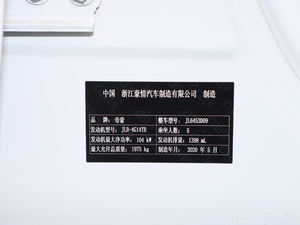 中国 浙江豪情汽车制造有限公司 制造
品牌：帝豪 整车型号：JL6453D09
发动机型号：JLB-4G14TB 乘坐人数：5
发动机最大净功率：104 kW 发动机排量：1398 mL
最大允许总质量：1975 kg 制造年月：2020 年 5 月